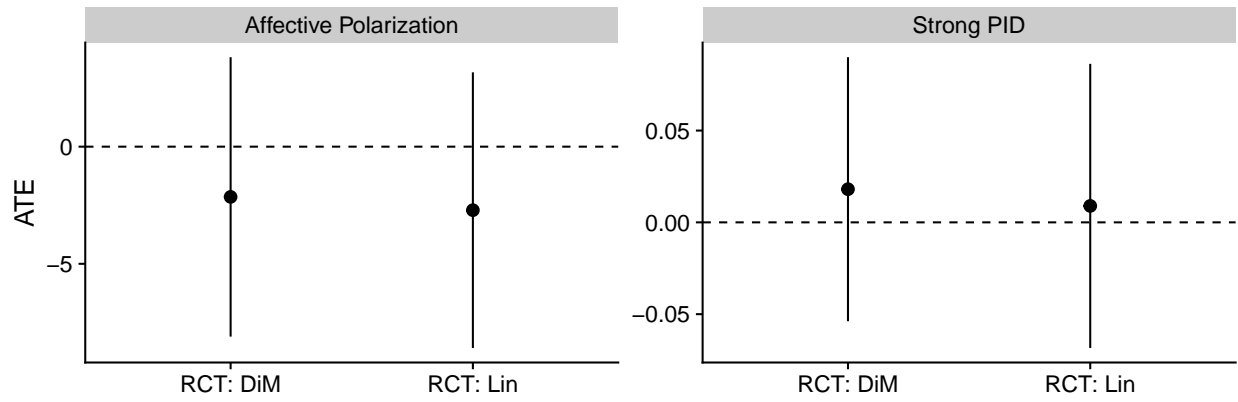 Affective Polarization
Strong PID
ATE
0
−5
0.05
0.00
−0.05
RCT: DiM
RCT: Lin
RCT: DiM
RCT: Lin